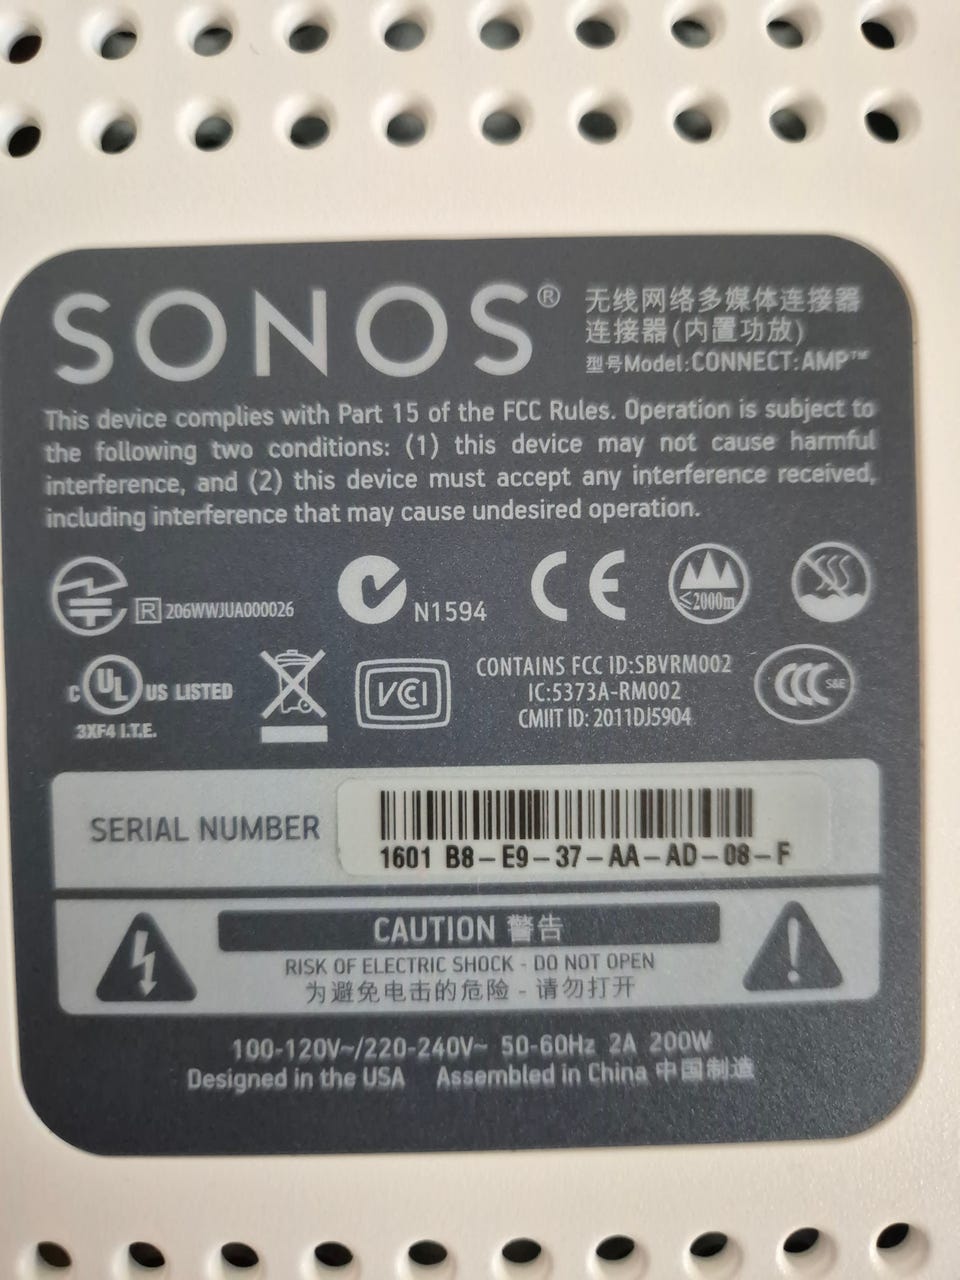 SONOS®
无线网络多媒体连接器
连接器(内置功放)
型号Model:CONNECT:AMP™
This device complies with Part 15 of the FCC Rules. Operation is subject to
the following two conditions: (1) this device may not cause harmful
interference, and (2) this device must accept any interference received,
including interference that may cause undesired operation.
R 206WWJUA000026
N1594
CE
≤2000m
C UL US LISTED
3XF4 I.T.E.
VCI
CONTAINS FCC ID:SBVRM002
IC:5373A-RM002
CMIIT ID: 2011DJ5904
CCC S&E
SERIAL NUMBER
1601 B8-E9-37-AA-AD-08-F
CAUTION 警告
RISK OF ELECTRIC SHOCK - DO NOT OPEN
为避免电击的危险 - 请勿打开
100-120V~/220-240V~ 50-60Hz 2A 200W
Designed in the USA Assembled in China 中国制造